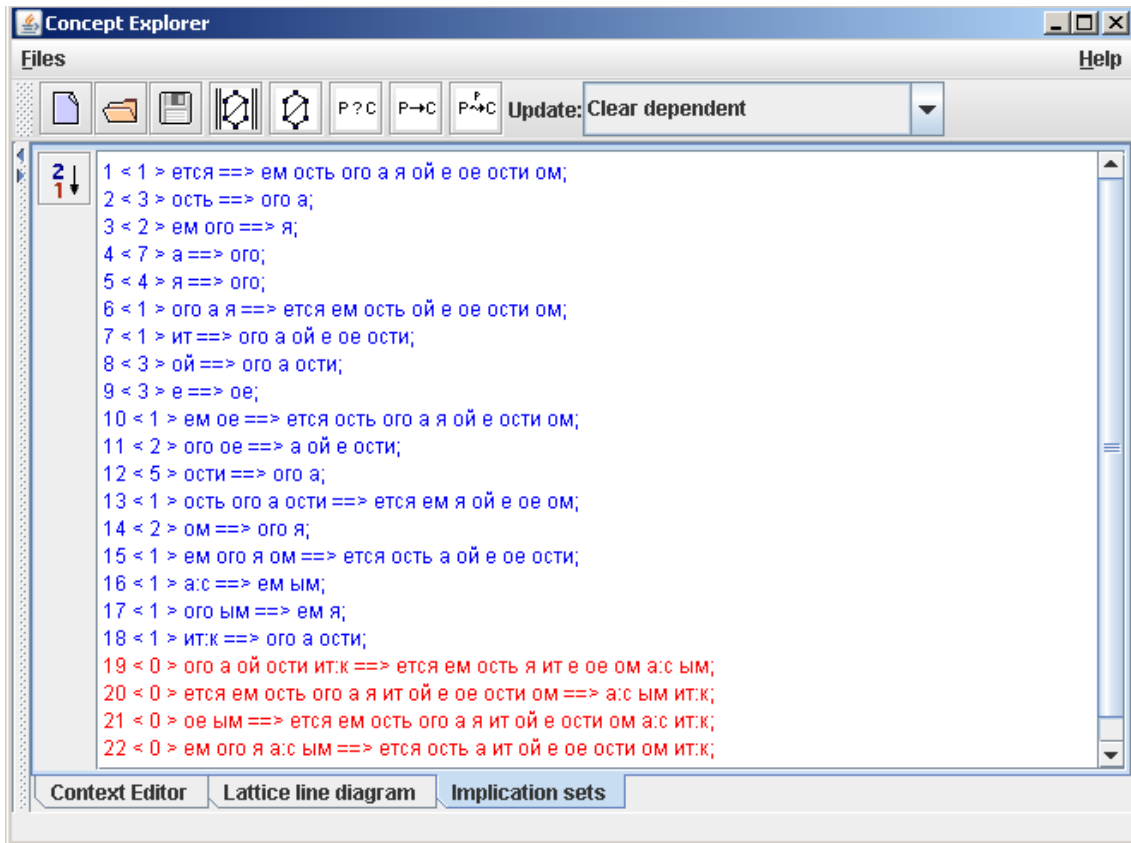 Concept Explorer
Files Help
P?C P→C P↝C Update: Clear dependent
2 1
1 < 1 > ется ==> ем ость ого а я ой е ое ости ом;
2 < 3 > ость ==> ого а;
3 < 2 > ем ого ==> я;
4 < 7 > а ==> ого;
5 < 4 > я ==> ого;
6 < 1 > ого а я ==> ется ем ость ой е ое ости ом;
7 < 1 > ит ==> ого а ой е ое ости;
8 < 3 > ой ==> ого а ости;
9 < 3 > е ==> ое;
10 < 1 > ем ое ==> ется ость ого а я ой е ости ом;
11 < 2 > ого ое ==> а ой е ости;
12 < 5 > ости ==> ого а;
13 < 1 > ость ого а ости ==> ется ем я ой е ое ом;
14 < 2 > ом ==> ого я;
15 < 1 > ем ого я ом ==> ется ость а ой е ое ости;
16 < 1 > а:с ==> ем ым;
17 < 1 > ого ым ==> ем я;
18 < 1 > ит:к ==> ого а ости;
19 < 0 > ого а ой ости ит:к ==> ется ем ость я ит е ое ом а:с ым;
20 < 0 > ется ем ость ого а я ит ой е ое ости ом ==> а:с ым ит:к;
21 < 0 > ое ым ==> ется ем ость ого а я ит ой е ости ом а:с ит:к;
22 < 0 > ем ого я а:с ым ==> ется ость а ит ой е ое ости ом ит:к;
Context Editor Lattice line diagram Implication sets